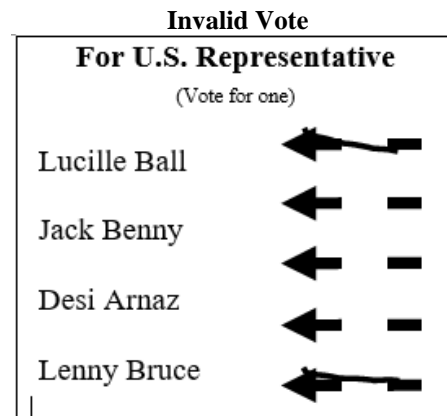 Invalid Vote
For U.S. Representative
(Vote for one)
Lucille Ball
Jack Benny
Desi Arnaz
Lenny Bruce